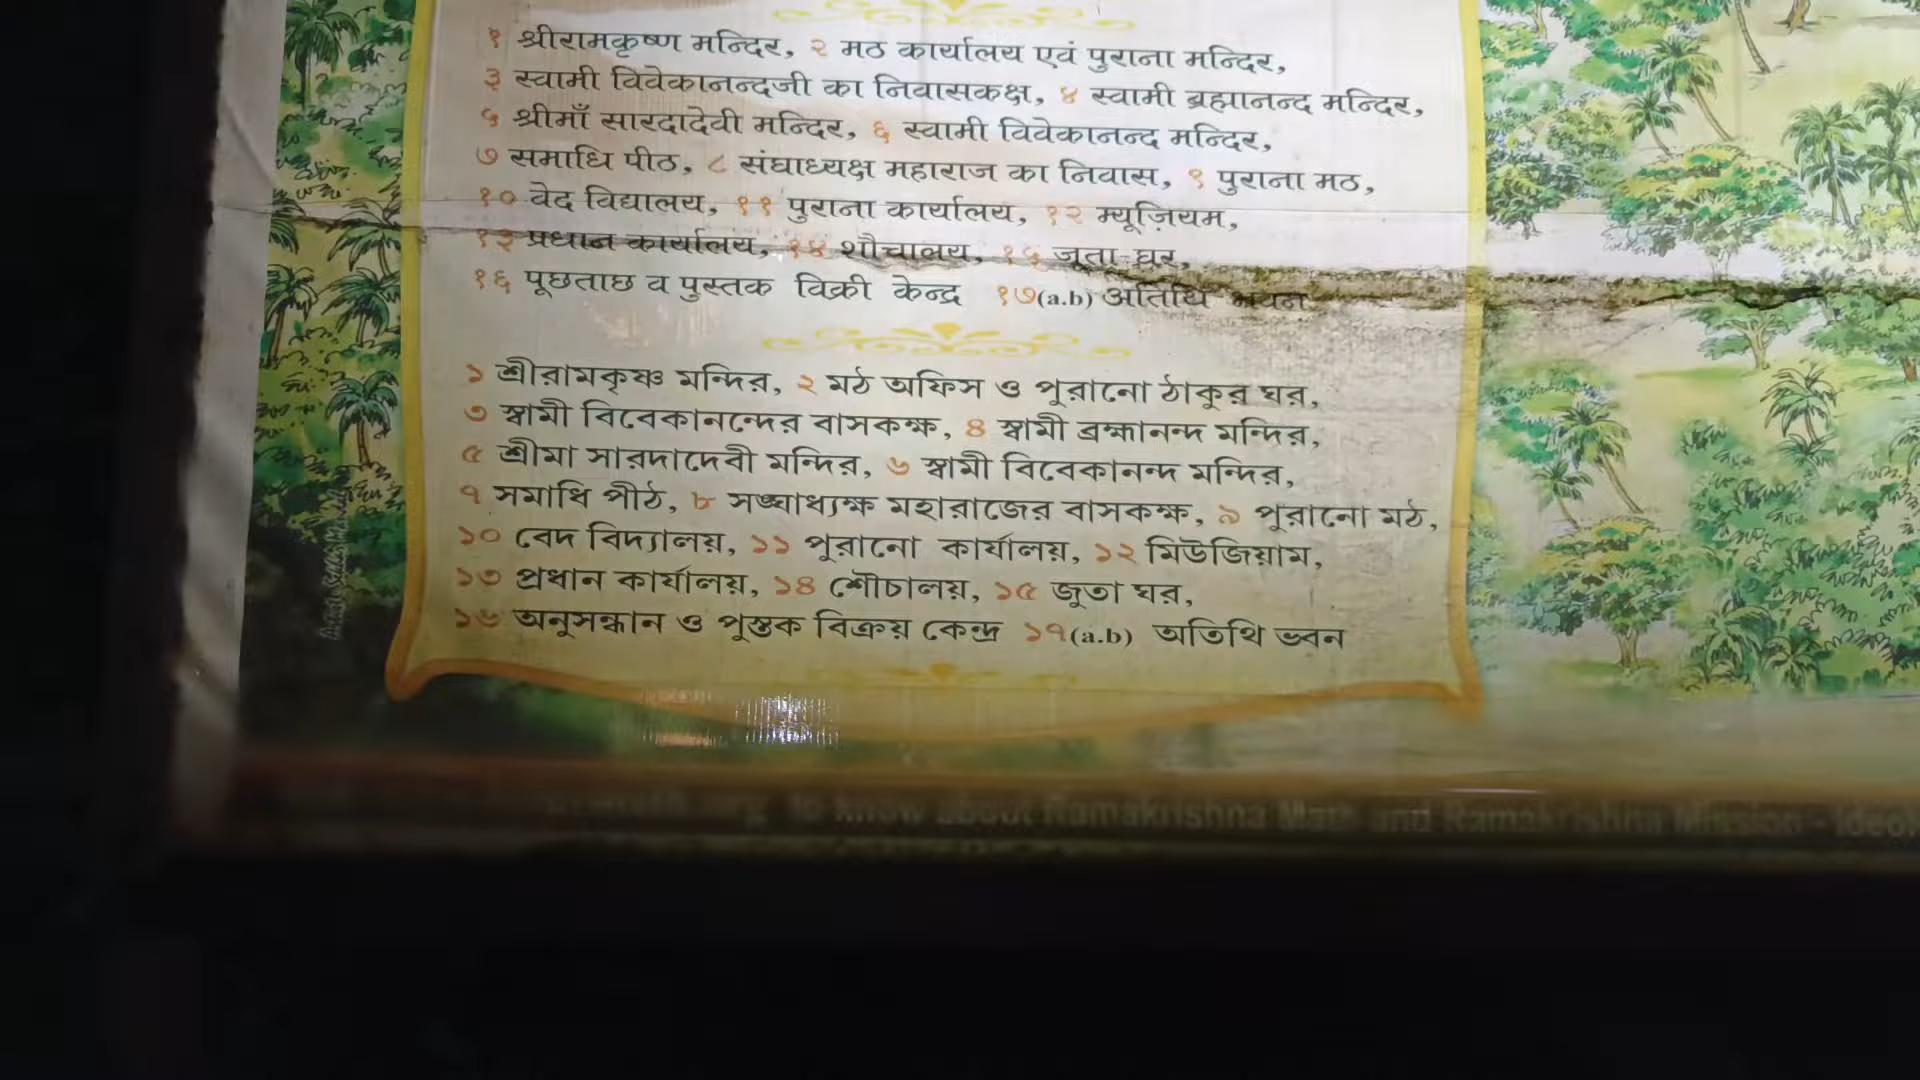 १ श्रीरामकृष्ण मन्दिर, २ मठ कार्यालय एवं पुराना मन्दिर,
३ स्वामी विवेकानन्दजी का निवासकक्ष, ४ स्वामी ब्रह्मानन्द मन्दिर,
५ श्रीमाँ सारदादेवी मन्दिर, ६ स्वामी विवेकानन्द मन्दिर,
७ समाधि पीठ, ८ संघाध्यक्ष महाराज का निवास, ९ पुराना मठ,
१० वेद विद्यालय, ११ पुराना कार्यालय, १२ म्यूज़ियम,
१३ प्रधान कार्यालय, १४ शौचालय, १५ जूता घर,
१६ पूछताछ व पुस्तक विक्री केन्द्र १७(a.b) अतिथि भवन
১ শ্রীরামকৃষ্ণ মন্দির, ২ মঠ অফিস ও পুরানো ঠাকুর ঘর,
৩ স্বামী বিবেকানন্দের বাসকক্ষ, ৪ স্বামী ব্রহ্মানন্দ মন্দির,
৫ শ্রীমা সারদাদেবী মন্দির, ৬ স্বামী বিবেকানন্দ মন্দির,
৭ সমাধি পীঠ, ৮ সঙ্ঘাধ্যক্ষ মহারাজের বাসকক্ষ, ৯ পুরানো মঠ,
১০ বেদ বিদ্যালয়, ১১ পুরানো কার্যালয়, ১২ মিউজিয়াম,
১৩ প্রধান কার্যালয়, ১৪ শৌচালয়, ১৫ জুতা ঘর,
১৬ অনুসন্ধান ও পুস্তক বিক্রয় কেন্দ্র ১৭(a.b) অতিথি ভবন
to know about Ramakrishna Math and Ramakrishna Mission -